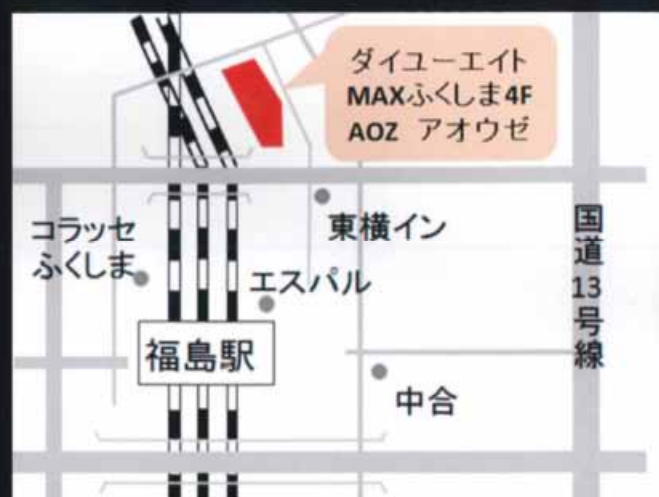 ダイユーエイト
MAXふくしま4F
AOZ アオウゼ
コラッセ
ふくしま
東横イン
エスパル
国道13号線
福島駅
中合